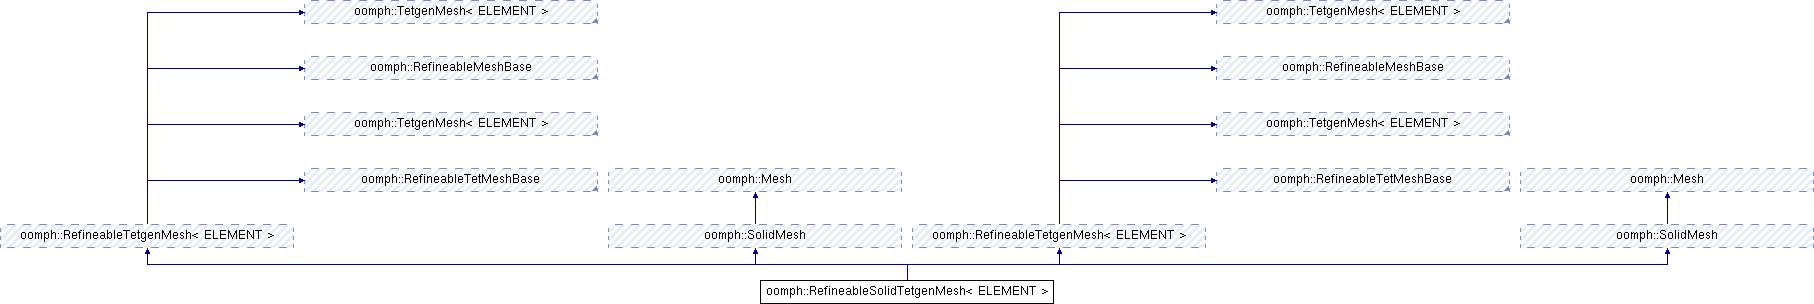 oomph::TetgenMesh< ELEMENT >
oomph::TetgenMesh< ELEMENT >
oomph::RefineableMeshBase
oomph::RefineableMeshBase
oomph::TetgenMesh< ELEMENT >
oomph::TetgenMesh< ELEMENT >
oomph::RefineableTetMeshBase
oomph::Mesh
oomph::RefineableTetMeshBase
oomph::Mesh
oomph::RefineableTetgenMesh< ELEMENT >
oomph::SolidMesh
oomph::RefineableTetgenMesh< ELEMENT >
oomph::SolidMesh
oomph::RefineableSolidTetgenMesh< ELEMENT >